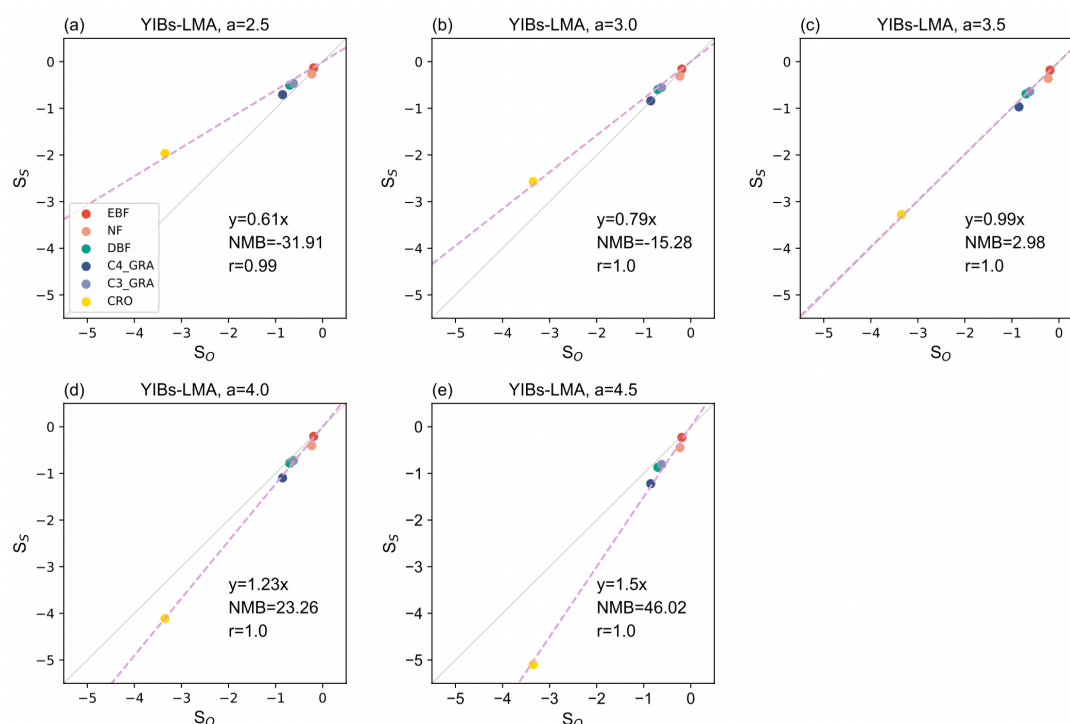 (a) YIBs-LMA, a=2.5
0
−1
−2
−3
−4
−5
S_S
EBF
NF
DBF
C4_GRA
C3_GRA
CRO
y=0.61x
NMB=-31.91
r=0.99
−5 −4 −3 −2 −1 0
S_O
(b) YIBs-LMA, a=3.0
0
−1
−2
−3
−4
−5
S_S
y=0.79x
NMB=-15.28
r=1.0
−5 −4 −3 −2 −1 0
S_O
(c) YIBs-LMA, a=3.5
0
−1
−2
−3
−4
−5
S_S
y=0.99x
NMB=2.98
r=1.0
−5 −4 −3 −2 −1 0
S_O
(d) YIBs-LMA, a=4.0
0
−1
−2
−3
−4
−5
S_S
y=1.23x
NMB=23.26
r=1.0
−5 −4 −3 −2 −1 0
S_O
(e) YIBs-LMA, a=4.5
0
−1
−2
−3
−4
−5
S_S
y=1.5x
NMB=46.02
r=1.0
−5 −4 −3 −2 −1 0
S_O